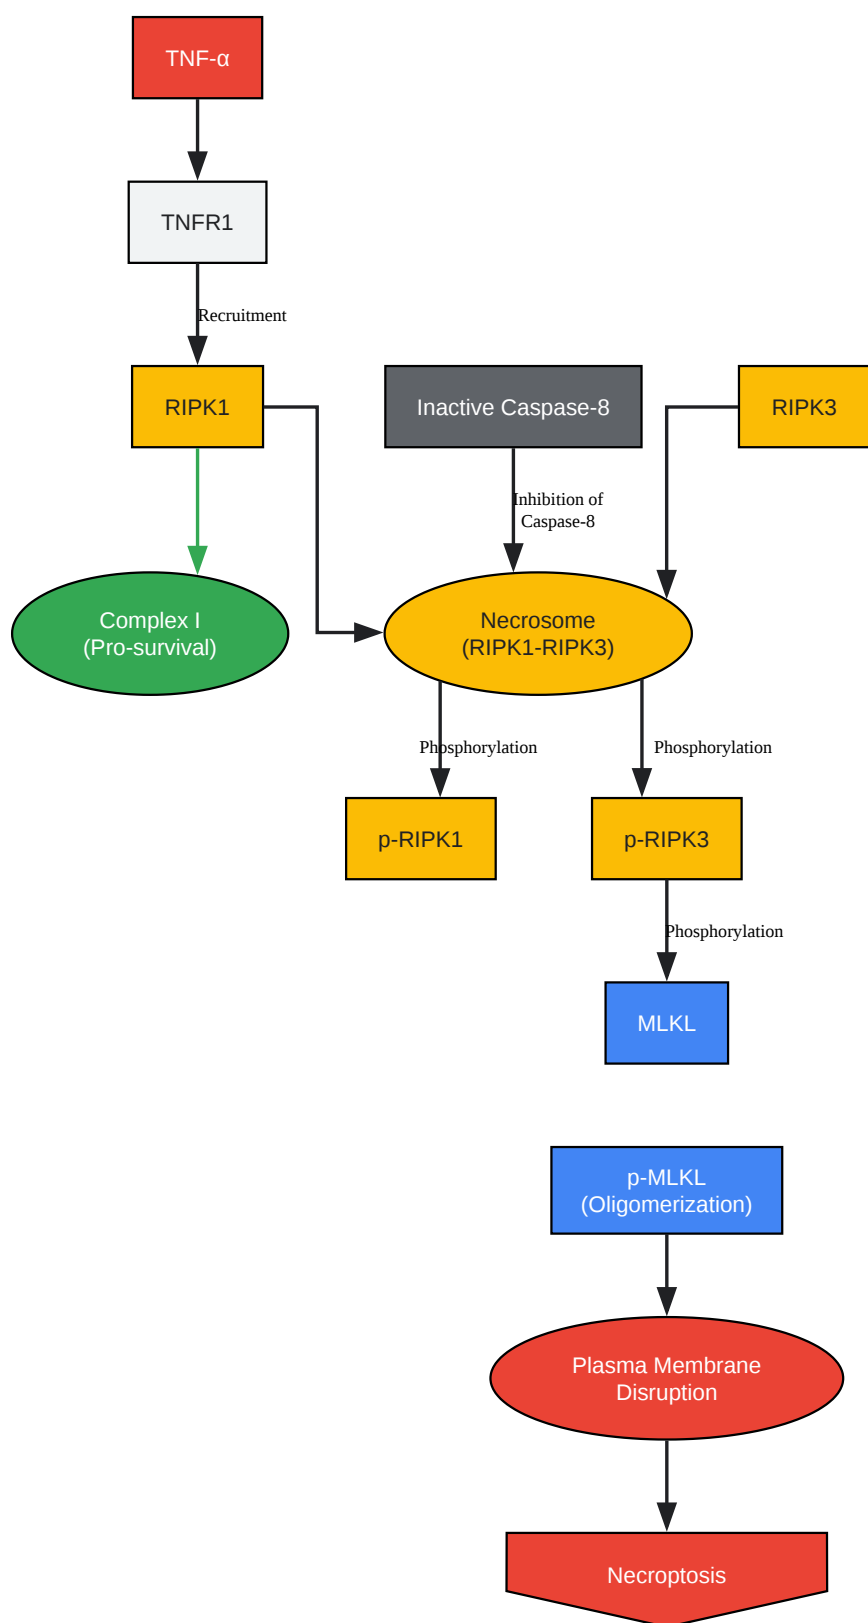 TNF-α
TNFR1
Recruitment
RIPK1
Inactive Caspase-8
RIPK3
Inhibition of
Caspase-8
Complex I
(Pro-survival)
Necrosome
(RIPK1-RIPK3)
Phosphorylation
Phosphorylation
p-RIPK1
p-RIPK3
Phosphorylation
MLKL
p-MLKL
(Oligomerization)
Plasma Membrane
Disruption
Necroptosis